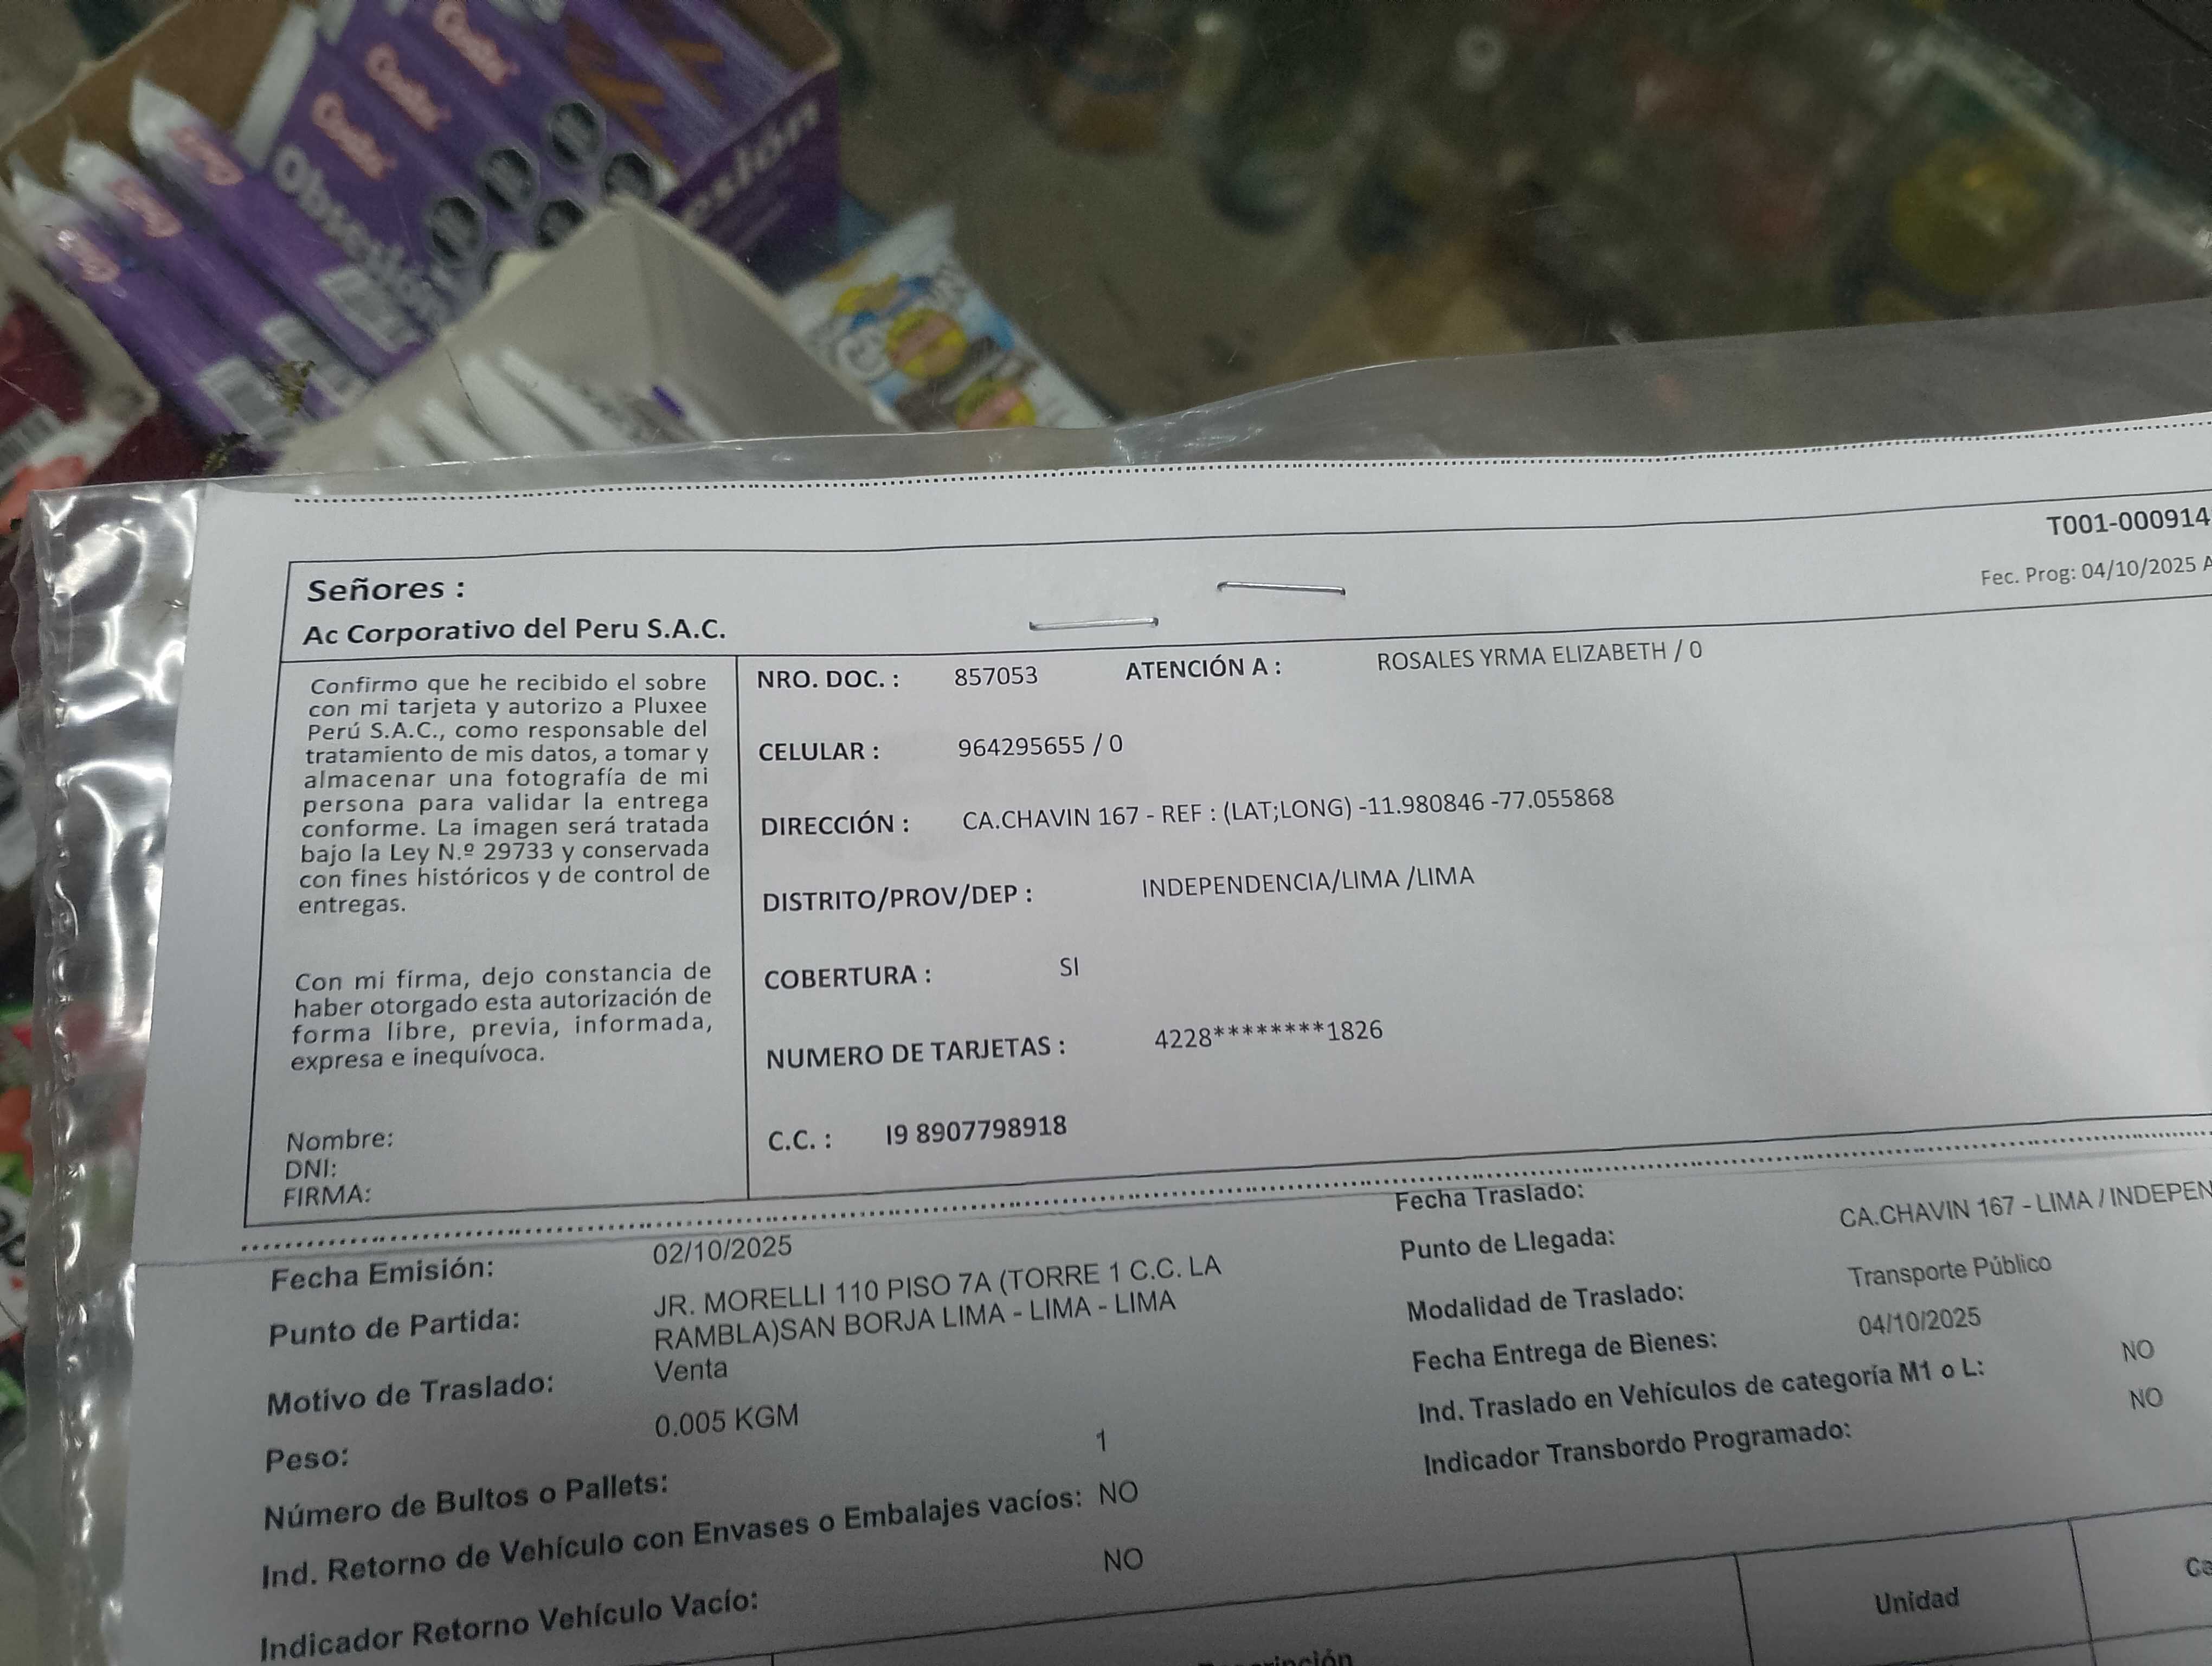 Costa
Costa
Costa
Obsesión
esión
T001-000914
Fec. Prog: 04/10/2025 A
Señores :
Ac Corporativo del Peru S.A.C.
Confirmo que he recibido el sobre
con mi tarjeta y autorizo a Pluxee
Perú S.A.C., como responsable del
tratamiento de mis datos, a tomar y
almacenar una fotografía de mi
persona para validar la entrega
conforme. La imagen será tratada
bajo la Ley N.º 29733 y conservada
con fines históricos y de control de
entregas.
Con mi firma, dejo constancia de
haber otorgado esta autorización de
forma libre, previa, informada,
expresa e inequívoca.
Nombre:
DNI:
FIRMA:
NRO. DOC. : 857053 ATENCIÓN A : ROSALES YRMA ELIZABETH / 0
CELULAR : 964295655 / 0
DIRECCIÓN : CA.CHAVIN 167 - REF : (LAT;LONG) -11.980846 -77.055868
DISTRITO/PROV/DEP : INDEPENDENCIA/LIMA /LIMA
COBERTURA : SI
NUMERO DE TARJETAS : 4228********1826
C.C. : I9 8907798918
Fecha Emisión: 02/10/2025
Punto de Partida: JR. MORELLI 110 PISO 7A (TORRE 1 C.C. LA
RAMBLA)SAN BORJA LIMA - LIMA - LIMA
Motivo de Traslado: Venta
Peso: 0.005 KGM
Número de Bultos o Pallets: 1
Ind. Retorno de Vehículo con Envases o Embalajes vacíos: NO
Indicador Retorno Vehículo Vacío: NO
Fecha Traslado:
Punto de Llegada: CA.CHAVIN 167 - LIMA / INDEPEN
Modalidad de Traslado: Transporte Público
Fecha Entrega de Bienes: 04/10/2025
Ind. Traslado en Vehículos de categoría M1 o L: NO
Indicador Transbordo Programado: NO
Unidad
Ca